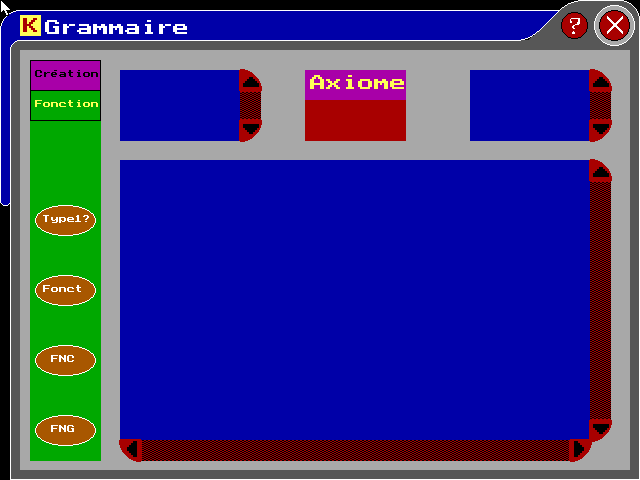 K Grammaire ?
Création
Fonction
Axiome
Type1?
Fonct
FNC
FNG